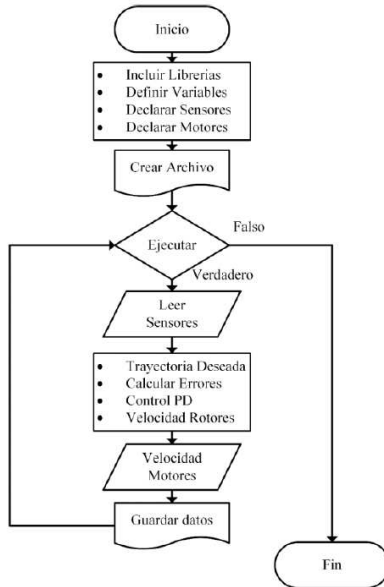 Inicio
• Incluir Librerias
• Definir Variables
• Declarar Sensores
• Declarar Motores
Crear Archivo
Ejecutar
Falso
Verdadero
Leer
Sensores
• Trayectoria Deseada
• Calcular Errores
• Control PD
• Velocidad Rotores
Velocidad
Motores
Guardar datos
Fin